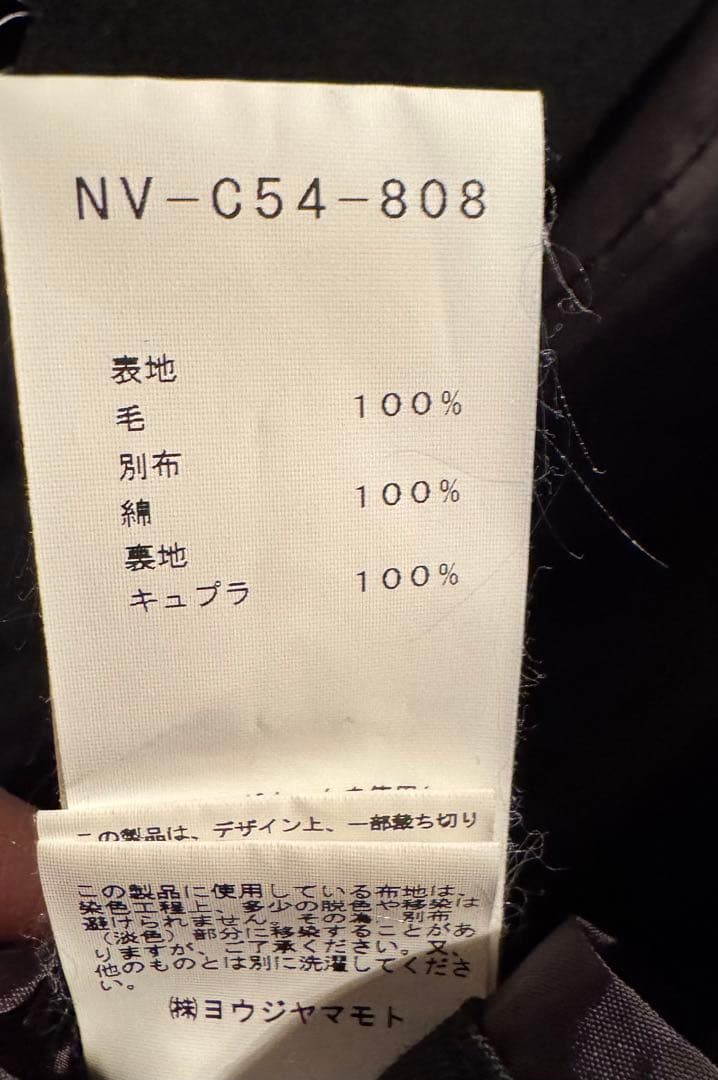 NV-C54-808
表地
毛 100%
別布
綿 100%
裏地
キュプラ 100%
この製品は、デザイン上、一部裁ち切り
この製品に使用している布地は、
染色工程上、多少の脱色や移染は
避けられません。その為、別布
(淡色)部分に移染することがあ
りますが、ご了承ください。又、
他のものとは別に洗濯してくださ
い。
㈱ヨウジヤマモト